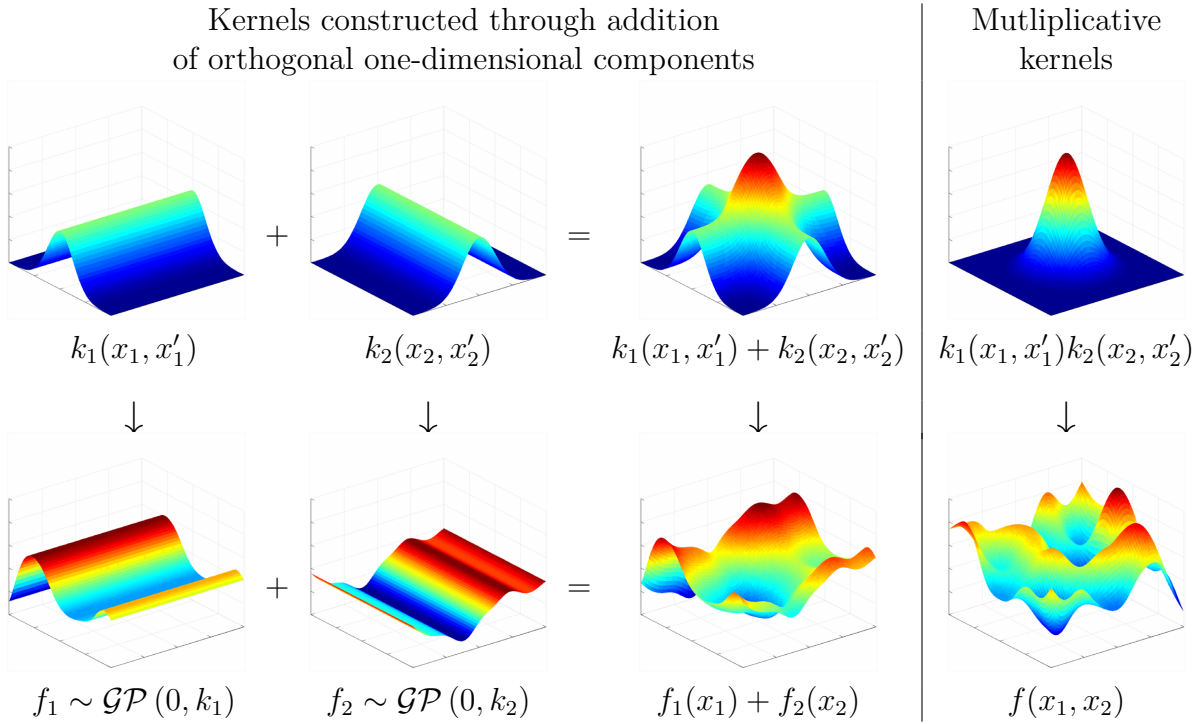 Kernels constructed through addition
of orthogonal one-dimensional components
Mutliplicative
kernels
+
=
k₁(x₁, x′₁)
k₂(x₂, x′₂)
k₁(x₁, x′₁) + k₂(x₂, x′₂)
k₁(x₁, x′₁)k₂(x₂, x′₂)
↓ ↓ ↓ ↓
+
=
f₁ ∼ 𝒢𝒫 (0, k₁)
f₂ ∼ 𝒢𝒫 (0, k₂)
f₁(x₁) + f₂(x₂)
f(x₁, x₂)